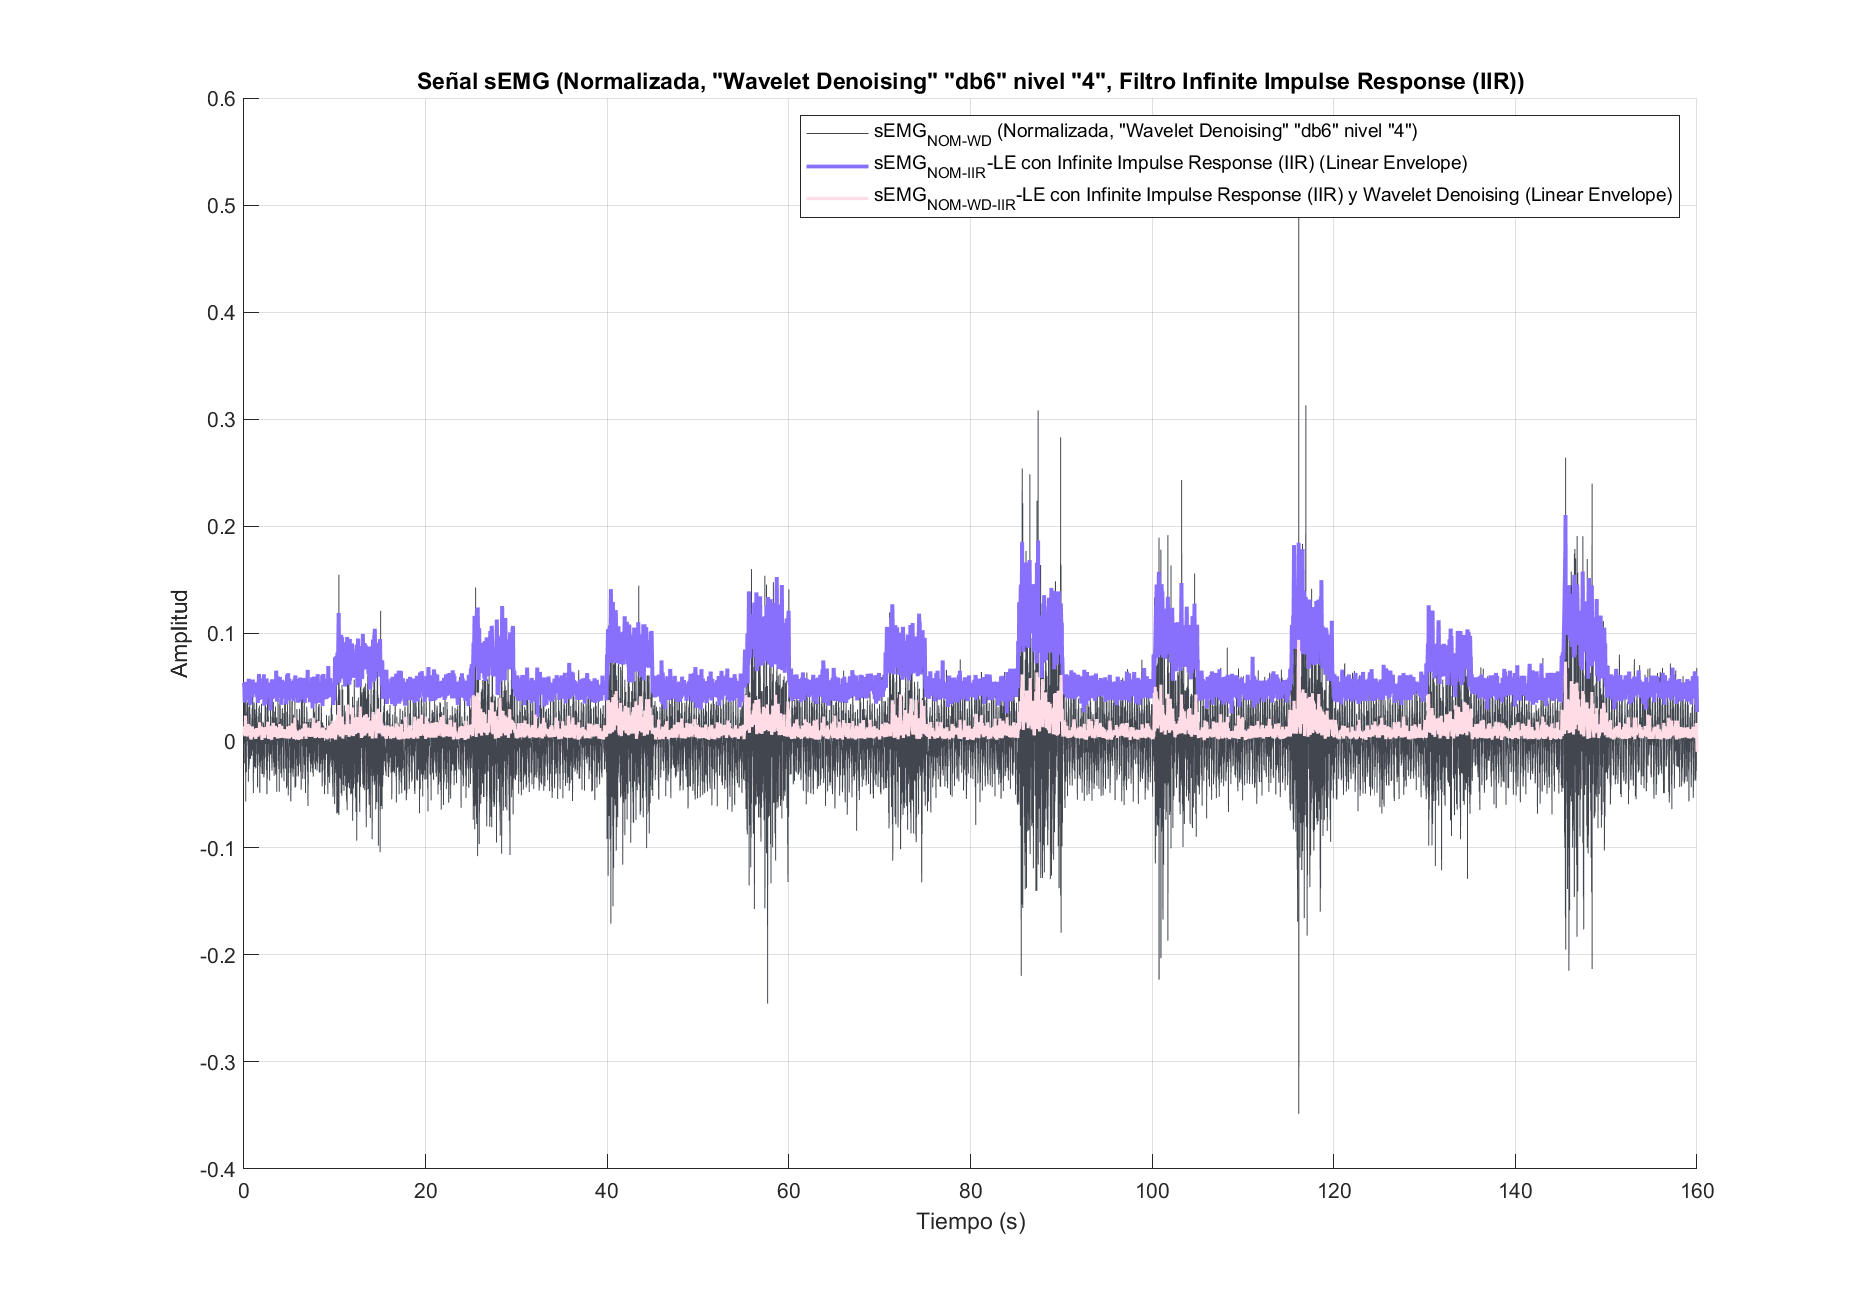 Señal sEMG (Normalizada, "Wavelet Denoising" "db6" nivel "4", Filtro Infinite Impulse Response (IIR))
sEMG_NOM-WD (Normalizada, "Wavelet Denoising" "db6" nivel "4")
sEMG_NOM-IIR-LE con Infinite Impulse Response (IIR) (Linear Envelope)
sEMG_NOM-WD-IIR-LE con Infinite Impulse Response (IIR) y Wavelet Denoising (Linear Envelope)
Amplitud
0.6
0.5
0.4
0.3
0.2
0.1
0
-0.1
-0.2
-0.3
-0.4
0 20 40 60 80 100 120 140 160
Tiempo (s)